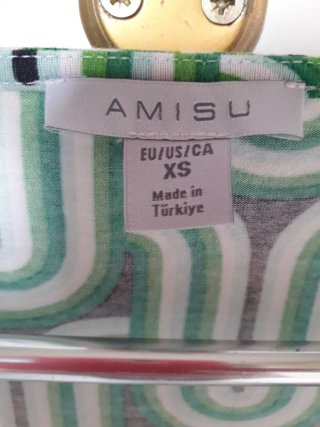 AMISU
EU/US/CA
XS
Made in
Türkiye